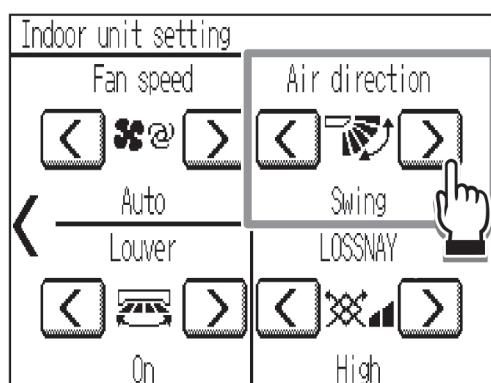 Indoor unit setting
Fan speed
Air direction
Auto
Swing
Louver
LOSSNAY
On
High